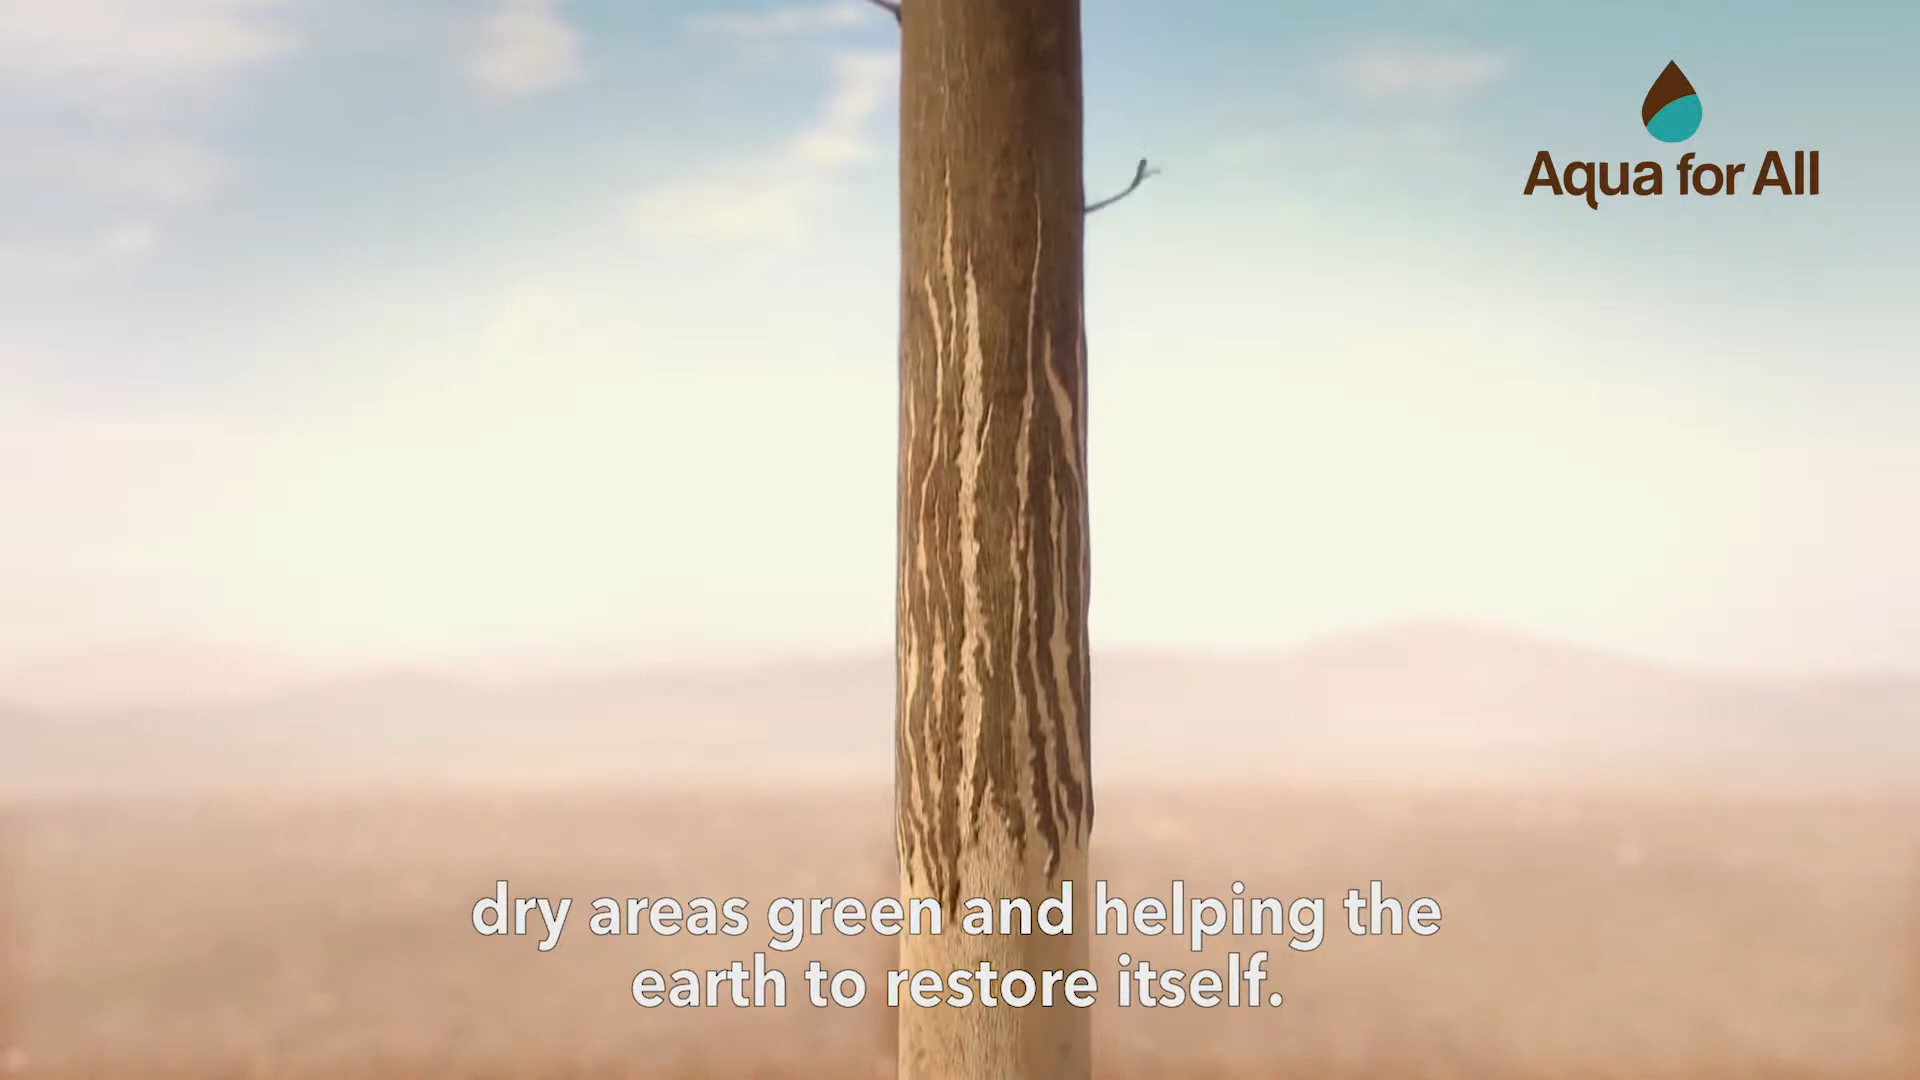 Aqua for All
dry areas green and helping the
earth to restore itself.